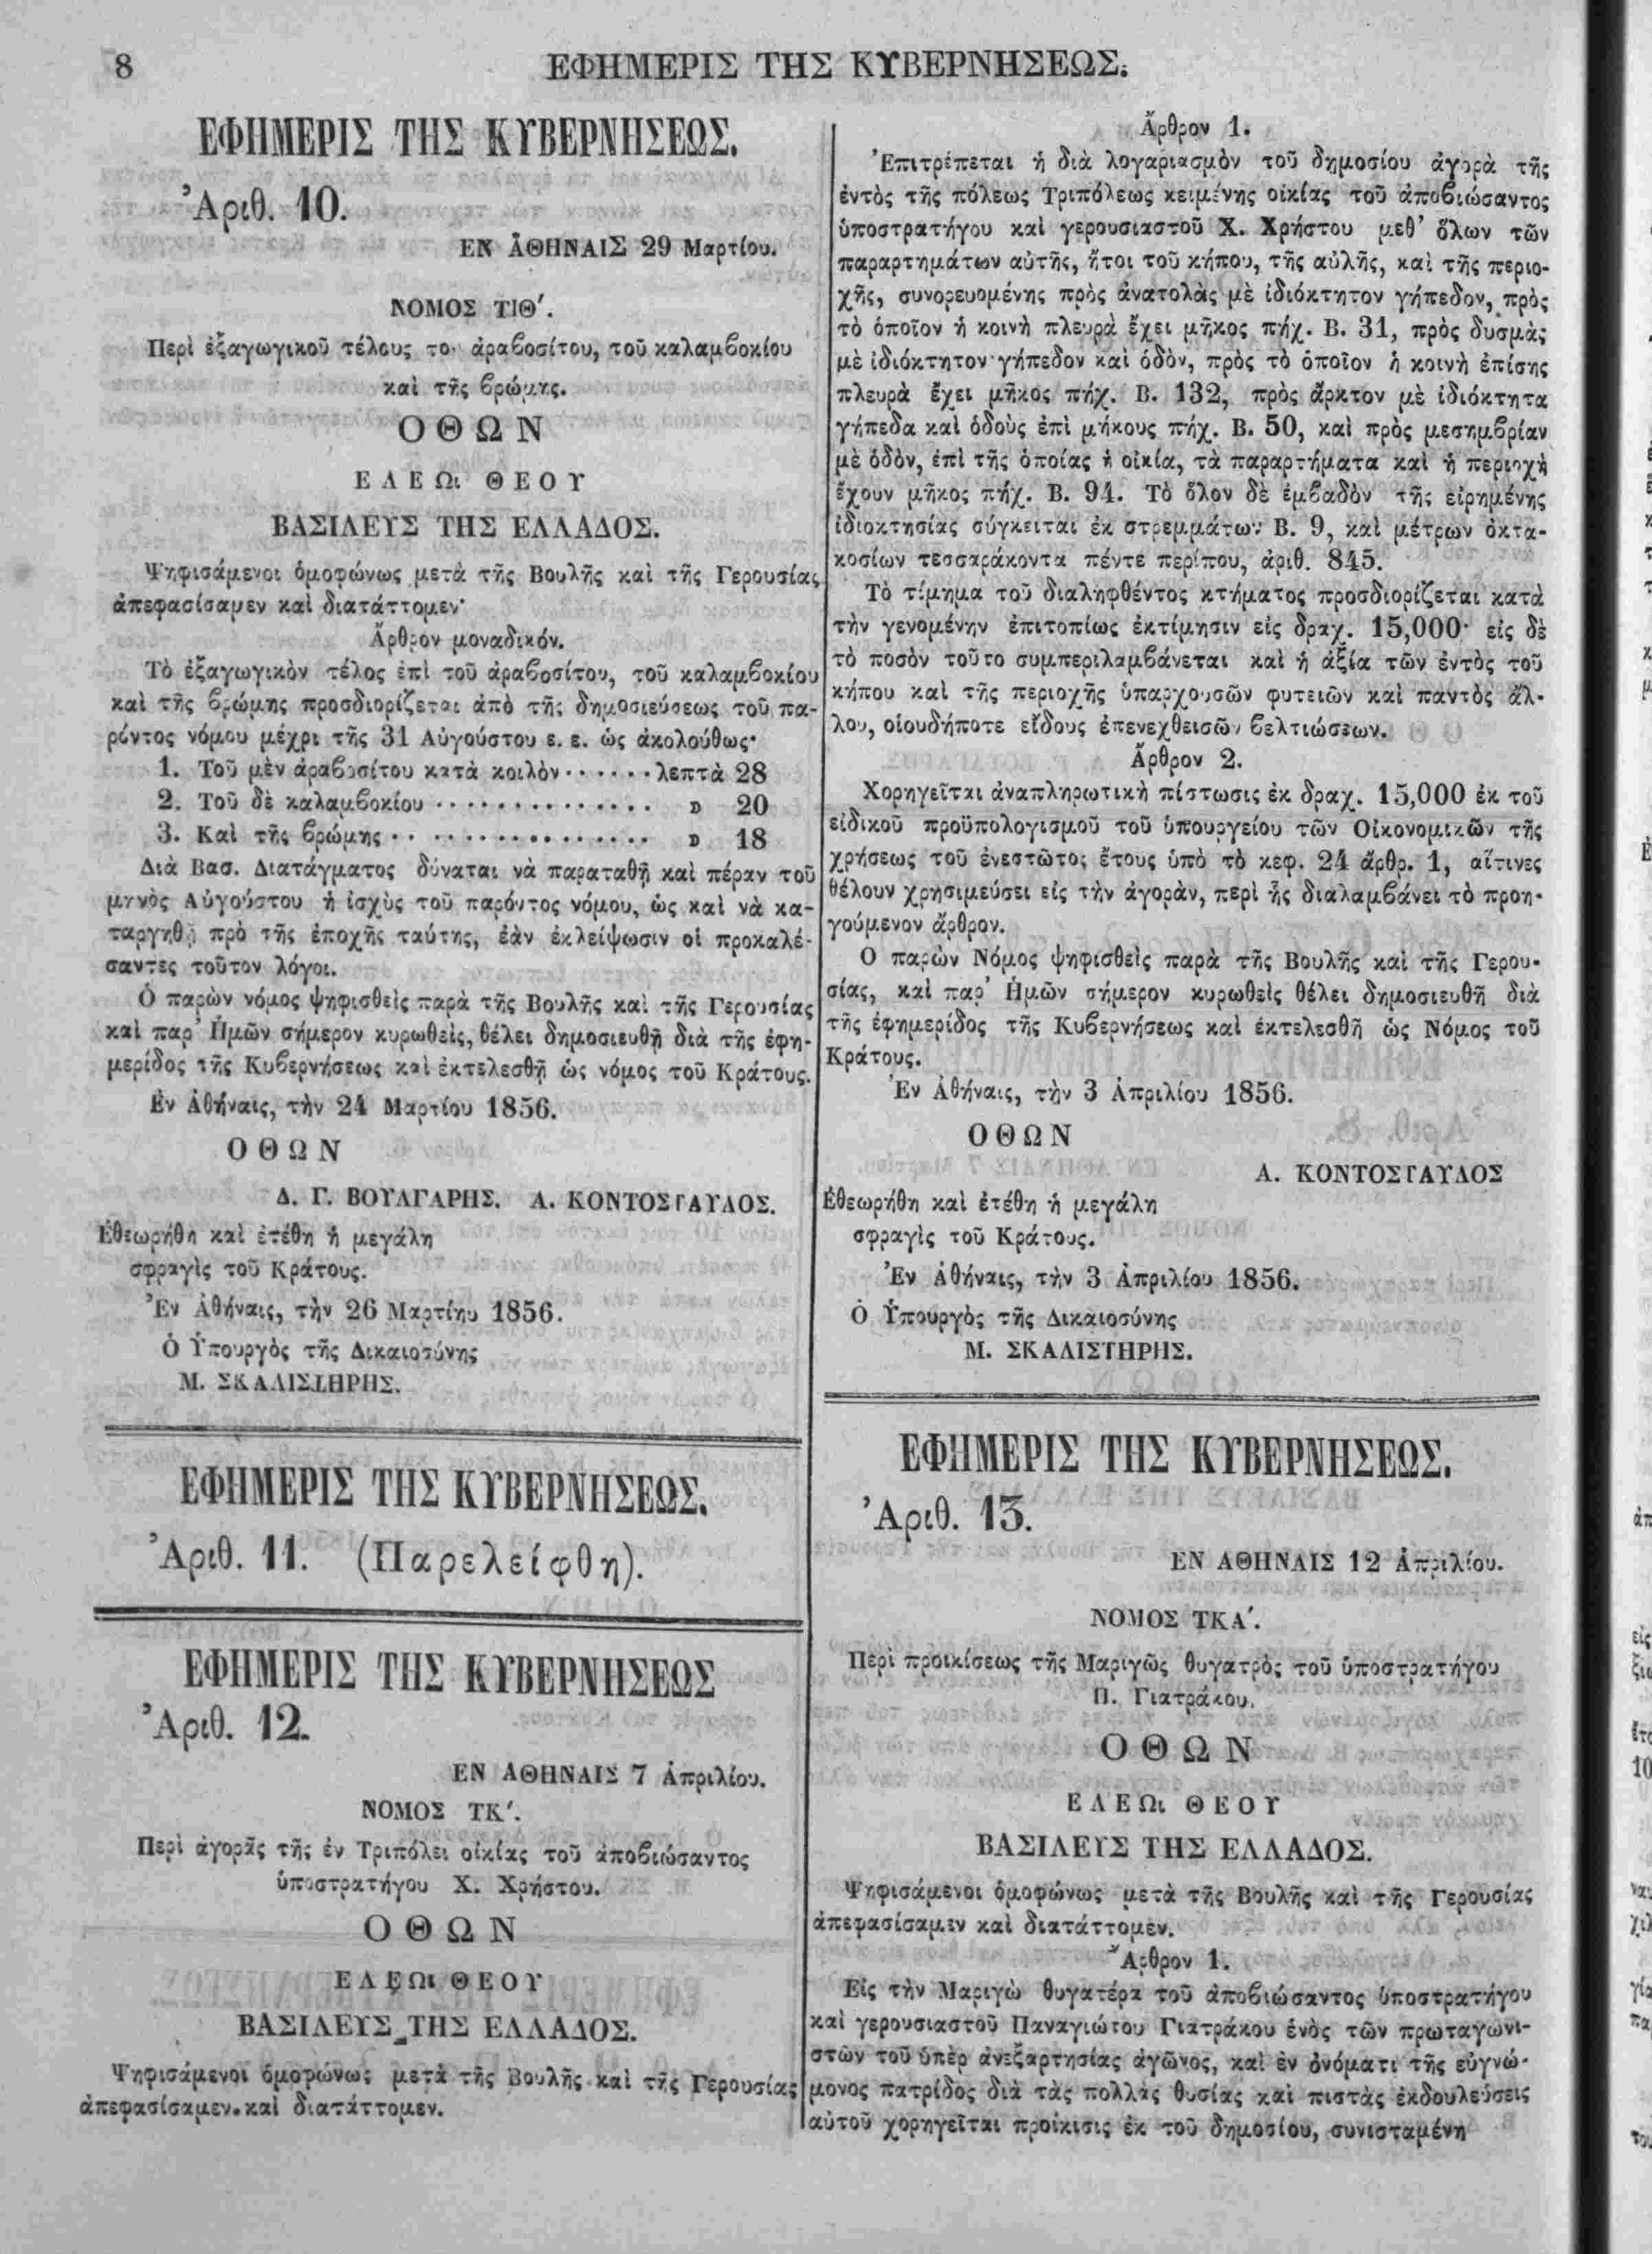 8
ΕΦΗΜΕΡΙΣ ΤΗΣ ΚΥΒΕΡΝΗΣΕΩΣ.
ΕΦΗΜΕΡΙΣ ΤΗΣ ΚΥΒΕΡΝΗΣΕΩΣ.
Ἀριθ. 10.
ΕΝ ἈΘΗΝΑΙΣ 29 Μαρτίου.
ΝΟΜΟΣ ΤΙΘ'.
Περὶ ἐξαγωγικοῦ τέλους το ἀραβοσίτου, τοῦ καλαμβοκίου
καὶ τῆς βρώμης.
ΟΘΩΝ
ΕΛΕΩι ΘΕΟΥ
ΒΑΣΙΛΕΥΣ ΤΗΣ ΕΛΛΑΔΟΣ.
Ψηφισάμενοι ὁμοφώνως μετὰ τῆς Βουλῆς καὶ τῆς Γερουσίας
ἀπεφασίσαμεν καὶ διατάττομεν·
Ἄρθρον μοναδικόν.
Τὸ ἐξαγωγικὸν τέλος ἐπὶ τοῦ ἀραβοσίτου, τοῦ καλαμβοκίου
καὶ τῆς βρώμης προσδιορίζεται ἀπὸ τῆς δημοσιεύσεως τοῦ πα-
ρόντος νόμου μέχρι τῆς 31 Αὐγούστου ε. ε. ὡς ἀκολούθως·
1. Τοῦ μὲν ἀραβοσίτου κατὰ κοιλὸν······λεπτὰ 28
2. Τοῦ δὲ καλαμβοκίου ·············· » 20
3. Καὶ τῆς βρώμης ················ » 18
Διὰ Βασ. Διατάγματος δύναται νὰ παραταθῇ καὶ πέραν τοῦ
μηνὸς Αὐγούστου ἡ ἰσχὺς τοῦ παρόντος νόμου, ὡς καὶ νὰ κα-
ταργηθῇ πρὸ τῆς ἐποχῆς ταύτης, ἐὰν ἐκλείψωσιν οἱ προκαλέ-
σαντες τοῦτον λόγοι.
Ὁ παρὼν νόμος ψηφισθεὶς παρὰ τῆς Βουλῆς καὶ τῆς Γερουσίας
καὶ παρ' Ἡμῶν σήμερον κυρωθεὶς, θέλει δημοσιευθῆ διὰ τῆς ἐφη-
μερίδος τῆς Κυβερνήσεως καὶ ἐκτελεσθῆ ὡς νόμος τοῦ Κράτους.
Ἐν Ἀθήναις, τὴν 24 Μαρτίου 1856.
ΟΘΩΝ
Δ. Γ. ΒΟΥΛΓΑΡΗΣ. Α. ΚΟΝΤΟΣΤΑΥΛΟΣ.
Ἐθεωρήθη καὶ ἐτέθη ἡ μεγάλη
σφραγὶς τοῦ Κράτους.
Ἐν Ἀθήναις, τὴν 26 Μαρτίου 1856.
Ὁ Ὑπουργὸς τῆς Δικαιοσύνης
Μ. ΣΚΑΛΙΣΤΗΡΗΣ.
ΕΦΗΜΕΡΙΣ ΤΗΣ ΚΥΒΕΡΝΗΣΕΩΣ.
Ἀριθ. 11. (Παρελείφθη).
ΕΦΗΜΕΡΙΣ ΤΗΣ ΚΥΒΕΡΝΗΣΕΩΣ
Ἀριθ. 12.
ΕΝ ΑΘΗΝΑΙΣ 7 Ἀπριλίου.
ΝΟΜΟΣ ΤΚ'.
Περὶ ἀγορᾶς τῆς ἐν Τριπόλει οἰκίας τοῦ ἀποβιώσαντος
ὑποστρατήγου Χ. Χρήστου.
ΟΘΩΝ
ΕΛΕΩι ΘΕΟΥ
ΒΑΣΙΛΕΥΣ ΤΗΣ ΕΛΛΑΔΟΣ.
Ψηφισάμενοι ὁμοφώνως μετὰ τῆς Βουλῆς καὶ τῆς Γερουσίας
ἀπεφασίσαμεν καὶ διατάττομεν.
Ἄρθρον 1.
Ἐπιτρέπεται ἡ διὰ λογαριασμὸν τοῦ δημοσίου ἀγορὰ τῆς
ἐντὸς τῆς πόλεως Τριπόλεως κειμένης οἰκίας τοῦ ἀποβιώσαντος
ὑποστρατήγου καὶ γερουσιαστοῦ Χ. Χρήστου μεθ' ὅλων τῶν
παραρτημάτων αὐτῆς, ἤτοι τοῦ κήπου, τῆς αὐλῆς, καὶ τῆς περιο-
χῆς, συνορευομένης πρὸς ἀνατολὰς μὲ ἰδιόκτητον γήπεδον, πρὸς
τὸ ὁποῖον ἡ κοινὴ πλευρὰ ἔχει μῆκος πήχ. Β. 31, πρὸς δυσμὰς
μὲ ἰδιόκτητον γήπεδον καὶ ὁδὸν, πρὸς τὸ ὁποῖον ἡ κοινὴ ἐπίσης
πλευρὰ ἔχει μῆκος πήχ. Β. 132, πρὸς ἄρκτον μὲ ἰδιόκτητα
γήπεδα καὶ ὁδοὺς ἐπὶ μήκους πήχ. Β. 50, καὶ πρὸς μεσημβρίαν
μὲ ὁδὸν, ἐπὶ τῆς ὁποίας ἡ οἰκία, τὰ παραρτήματα καὶ ἡ περιοχὴ
ἔχουν μῆκος πήχ. Β. 94. Τὸ ὅλον δὲ ἐμβαδὸν τῆς εἰρημένης
ἰδιοκτησίας σύγκειται ἐκ στρεμμάτων Β. 9, καὶ μέτρων ὀκτα-
κοσίων τεσσαράκοντα πέντε περίπου, ἀριθ. 845.
Τὸ τίμημα τοῦ διαληφθέντος κτήματος προσδιορίζεται κατὰ
τὴν γενομένην ἐπιτοπίως ἐκτίμησιν εἰς δραχ. 15,000· εἰς δὲ
τὸ ποσὸν τοῦτο συμπεριλαμβάνεται καὶ ἡ ἀξία τῶν ἐντὸς τοῦ
κήπου καὶ τῆς περιοχῆς ὑπαρχουσῶν φυτειῶν καὶ παντὸς ἄλ-
λου, οἱουδήποτε εἴδους ἐπενεχθεισῶν βελτιώσεων.
Ἄρθρον 2.
Χορηγεῖται ἀναπληρωτικὴ πίστωσις ἐκ δραχ. 15,000 ἐκ τοῦ
εἰδικοῦ προϋπολογισμοῦ τοῦ ὑπουργείου τῶν Οἰκονομικῶν τῆς
χρήσεως τοῦ ἐνεστῶτος ἔτους ὑπὸ τὸ κεφ. 24 ἄρθρ. 1, αἵτινες
θέλουν χρησιμεύσει εἰς τὴν ἀγορὰν, περὶ ἧς διαλαμβάνει τὸ προη-
γούμενον ἄρθρον.
Ὁ παρὼν Νόμος ψηφισθεὶς παρὰ τῆς Βουλῆς καὶ τῆς Γερου-
σίας, καὶ παρ' Ἡμῶν σήμερον κυρωθεὶς θέλει δημοσιευθῆ διὰ
τῆς ἐφημερίδος τῆς Κυβερνήσεως καὶ ἐκτελεσθῆ ὡς Νόμος τοῦ
Κράτους.
Ἐν Ἀθήναις, τὴν 3 Ἀπριλίου 1856.
ΟΘΩΝ
Α. ΚΟΝΤΟΣΤΑΥΛΟΣ
Ἐθεωρήθη καὶ ἐτέθη ἡ μεγάλη
σφραγὶς τοῦ Κράτους.
Ἐν Ἀθήναις, τὴν 3 Ἀπριλίου 1856.
Ὁ Ὑπουργὸς τῆς Δικαιοσύνης
Μ. ΣΚΑΛΙΣΤΗΡΗΣ.
ΕΦΗΜΕΡΙΣ ΤΗΣ ΚΥΒΕΡΝΗΣΕΩΣ.
Ἀριθ. 13.
ΕΝ ΑΘΗΝΑΙΣ 12 Ἀπριλίου.
ΝΟΜΟΣ ΤΚΑ'.
Περὶ προικίσεως τῆς Μαριγῶς θυγατρὸς τοῦ ὑποστρατήγου
Π. Γιατράκου.
ΟΘΩΝ
ΕΛΕΩι ΘΕΟΥ
ΒΑΣΙΛΕΥΣ ΤΗΣ ΕΛΛΑΔΟΣ.
Ψηφισάμενοι ὁμοφώνως μετὰ τῆς Βουλῆς καὶ τῆς Γερουσίας
ἀπεφασίσαμεν καὶ διατάττομεν.
Ἄρθρον 1.
Εἰς τὴν Μαριγὼ θυγατέρα τοῦ ἀποβιώσαντος ὑποστρατήγου
καὶ γερουσιαστοῦ Παναγιώτου Γιατράκου ἑνὸς τῶν πρωταγωνι-
στῶν τοῦ ὑπὲρ ἀνεξαρτησίας ἀγῶνος, καὶ ἐν ὀνόματι τῆς εὐγνώ-
μονος πατρίδος διὰ τὰς πολλὰς θυσίας καὶ πιστὰς ἐκδουλεύσεις
αὐτοῦ χορηγεῖται προίκισις ἐκ τοῦ δημοσίου, συνισταμένη